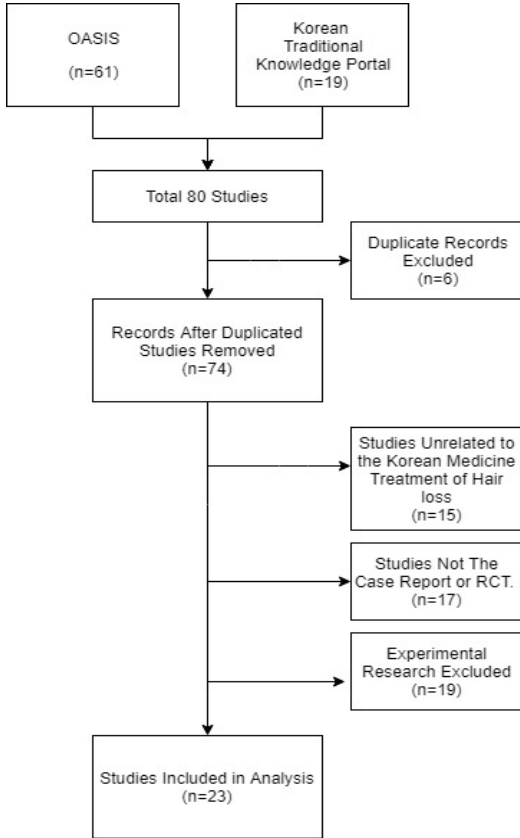 OASIS
(n=61)
Korean
Traditional
Knowledge Portal
(n=19)
Total 80 Studies
Duplicate Records
Excluded
(n=6)
Records After Duplicated
Studies Removed
(n=74)
Studies Unrelated to
the Korean Medicine
Treatment of Hair
loss
(n=15)
Studies Not The
Case Report or RCT.
(n=17)
Experimental
Research Excluded
(n=19)
Studies Included in Analysis
(n=23)